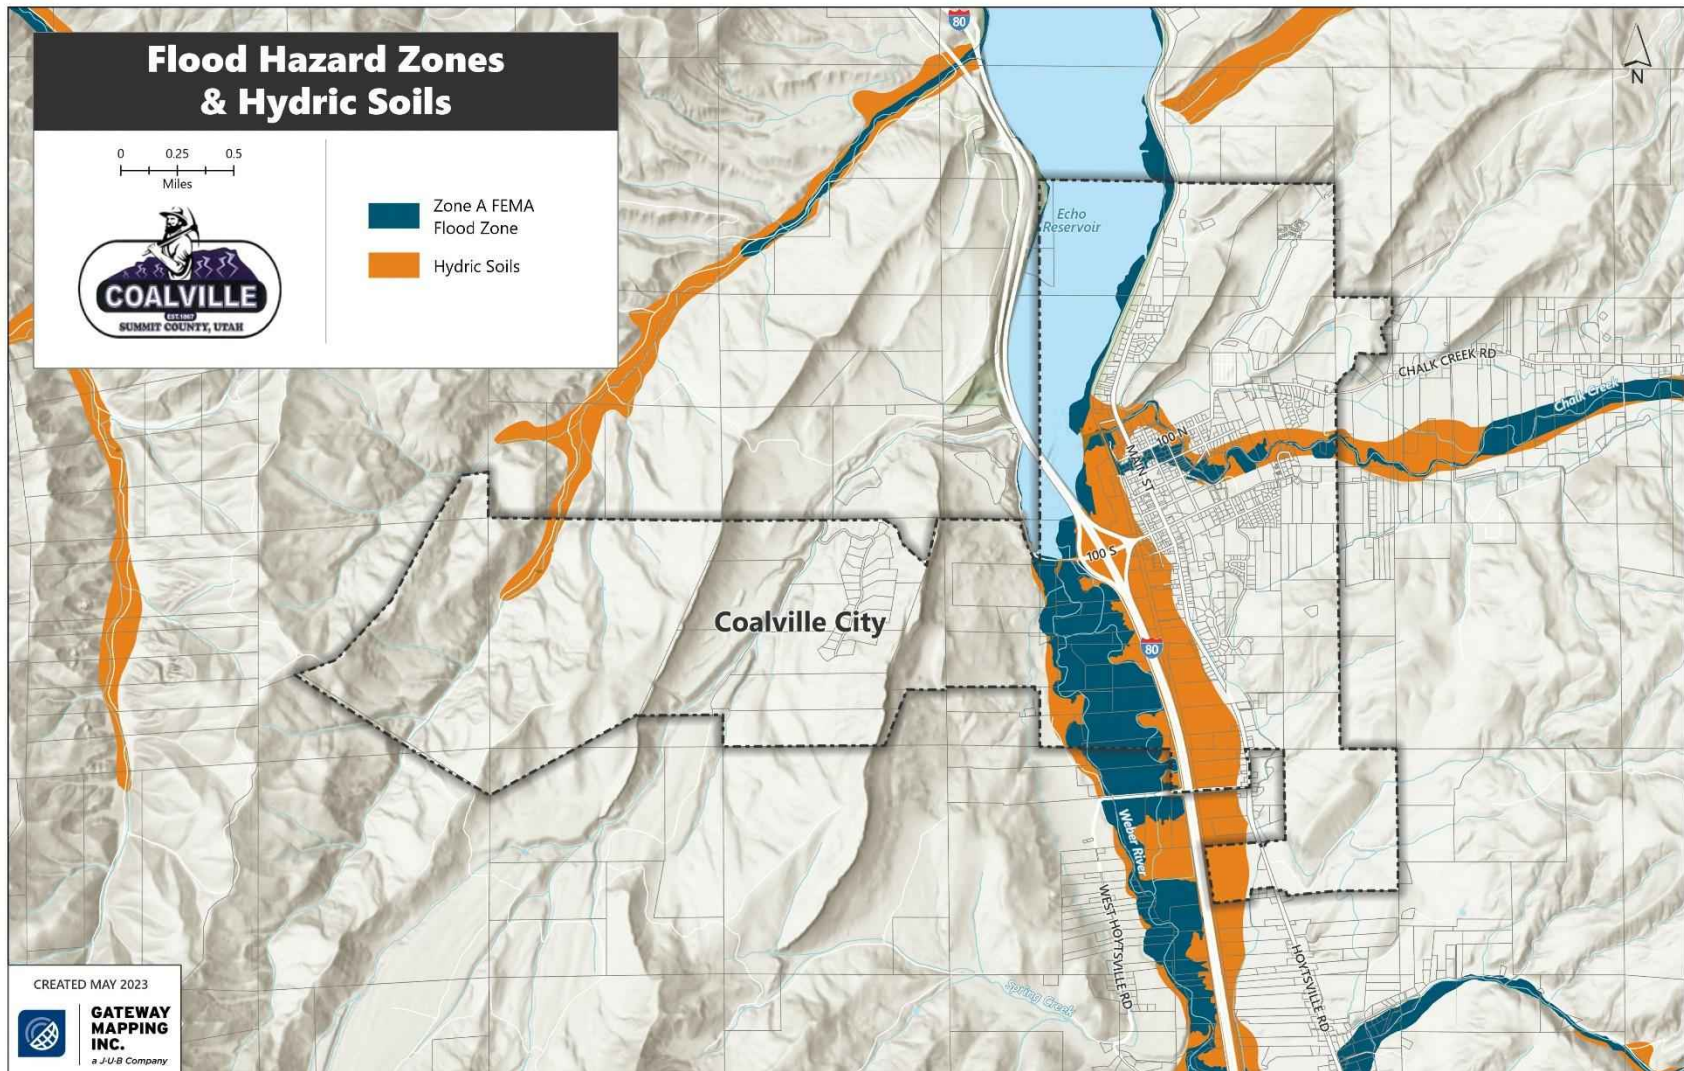 Flood Hazard Zones
& Hydric Soils
0 0.25 0.5
Miles
COALVILLE
EST.1867
SUMMIT COUNTY, UTAH
Zone A FEMA
Flood Zone
Hydric Soils
80
N
Echo
Reservoir
CHALK CREEK RD
Chalk Creek
100 N
MAIN ST
100 S
Coalville City
80
Weber River
WEST HOYTSVILLE RD
HOYTSVILLE RD
Spring Creek
CREATED MAY 2023
GATEWAY
MAPPING
INC.
a J-U-B Company